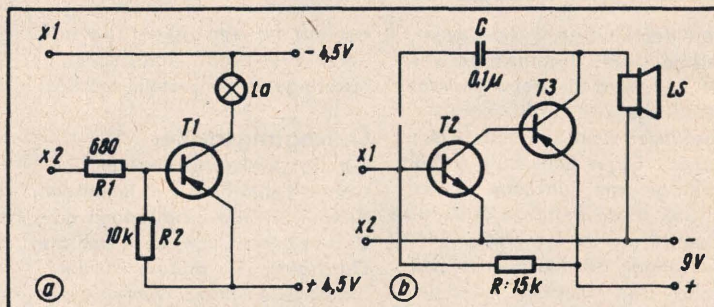 x1
- 4,5V
La
T1
x2
680
R1
10k
R2
+ 4,5V
a
C
0,1µ
T3
LS
T2
x1
x2
-
9V
R=15k
+
b